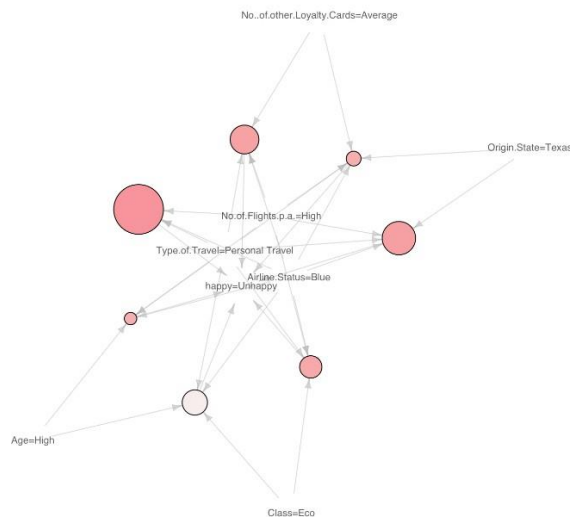 No..of.other.Loyalty.Cards=Average
Origin.State=Texas
No.of.Flights.p.a.=High
Type.of.Travel=Personal Travel
Airline.Status=Blue
happy=Unhappy
Age=High
Class=Eco